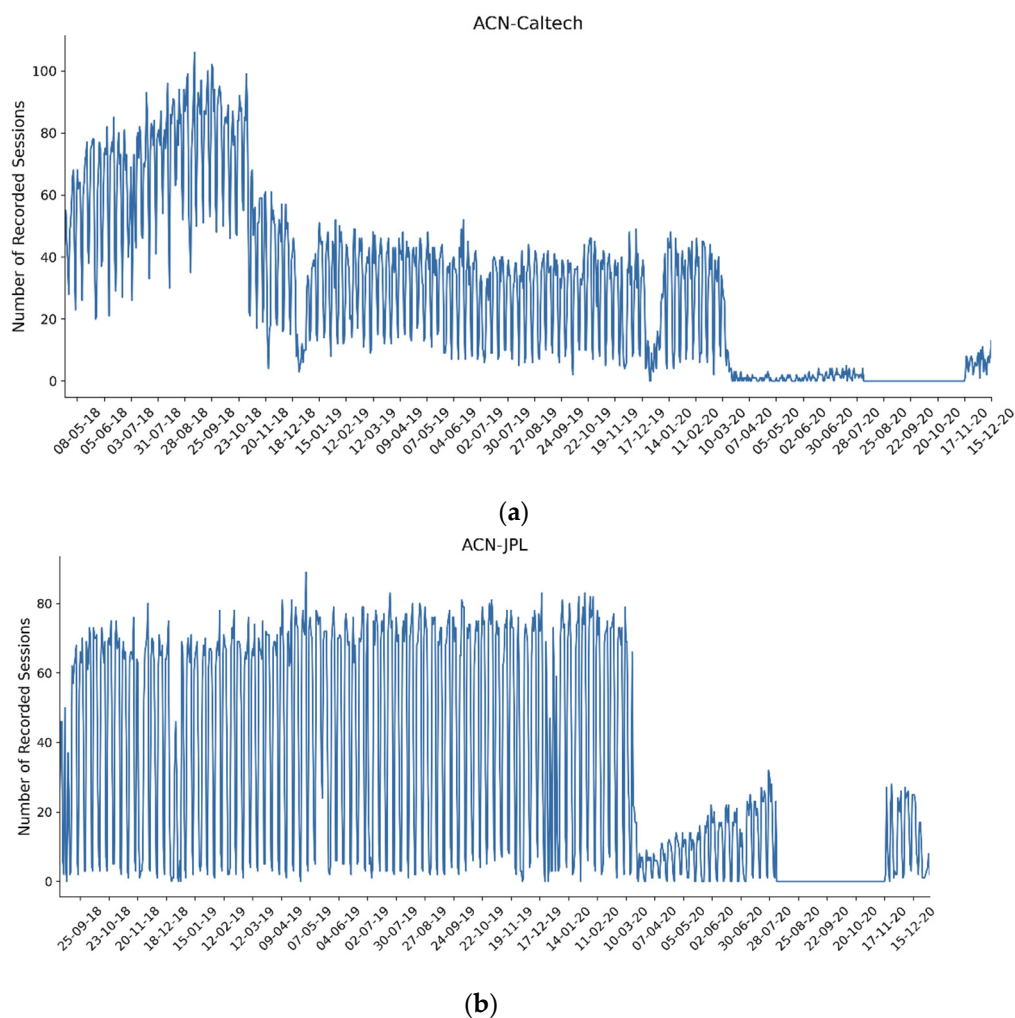 ACN-Caltech
Number of Recorded Sessions
100
80
60
40
20
0
08-05-18 05-06-18 03-07-18 31-07-18 28-08-18 25-09-18 23-10-18 20-11-18 18-12-18 15-01-19 12-02-19 12-03-19 09-04-19 07-05-19 04-06-19 02-07-19 30-07-19 27-08-19 24-09-19 22-10-19 19-11-19 17-12-19 14-01-20 11-02-20 10-03-20 07-04-20 05-05-20 02-06-20 30-06-20 28-07-20 25-08-20 22-09-20 20-10-20 17-11-20 15-12-20
(a)
ACN-JPL
Number of Recorded Sessions
80
60
40
20
0
25-09-18 23-10-18 20-11-18 18-12-18 15-01-19 12-02-19 12-03-19 09-04-19 07-05-19 04-06-19 02-07-19 30-07-19 27-08-19 24-09-19 22-10-19 19-11-19 17-12-19 14-01-20 11-02-20 10-03-20 07-04-20 05-05-20 02-06-20 30-06-20 28-07-20 25-08-20 22-09-20 20-10-20 17-11-20 15-12-20
(b)